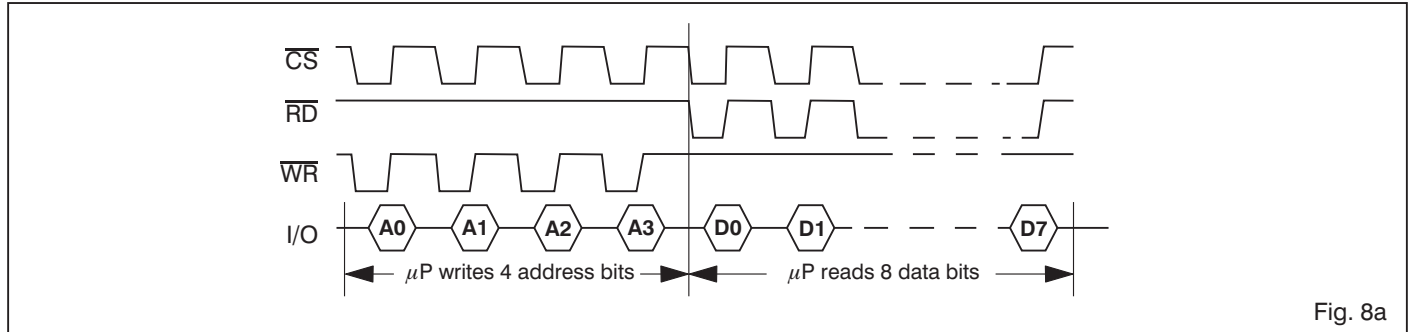 CS
RD
WR
I/O A0 A1 A2 A3 D0 D1 D7
µP writes 4 address bits µP reads 8 data bits
Fig. 8a